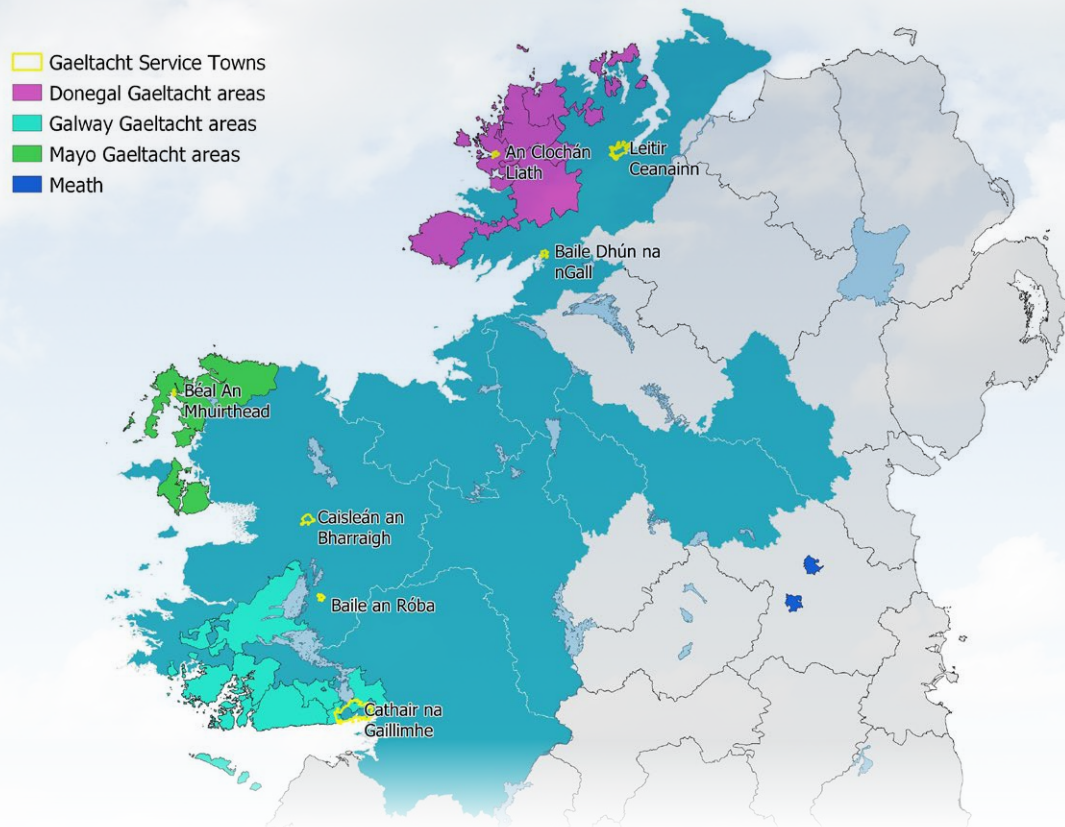 Gaeltacht Service Towns
Donegal Gaeltacht areas
Galway Gaeltacht areas
Mayo Gaeltacht areas
Meath
An Clochán
Liath
Leitir
Ceanainn
Baile Dhún na
nGall
Béal An
Mhuirthead
Caisleán an
Bharraigh
Baile an Róba
Cathair na
Gaillimhe